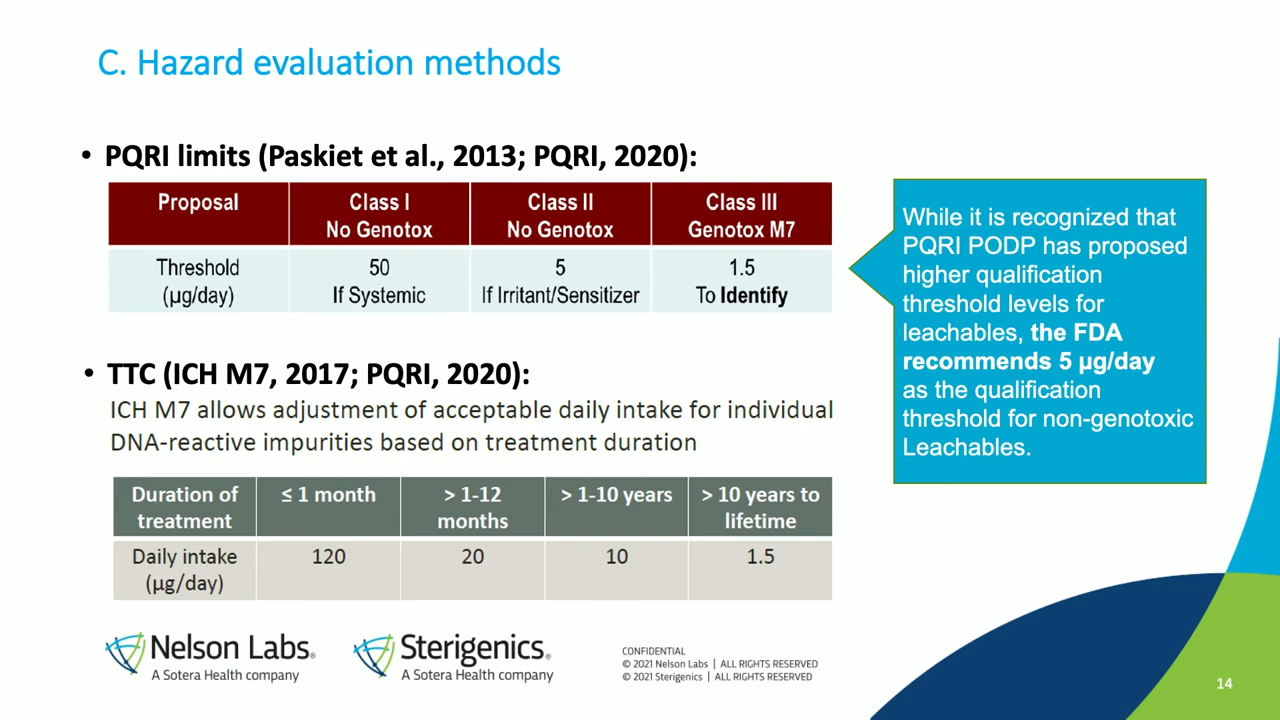 C. Hazard evaluation methods
• PQRI limits (Paskiet et al., 2013; PQRI, 2020):
Proposal
Class I
No Genotox
Class II
No Genotox
Class III
Genotox M7
Threshold
(µg/day)
50
If Systemic
5
If Irritant/Sensitizer
1.5
To Identify
While it is recognized that
PQRI PODP has proposed
higher qualification
threshold levels for
leachables, the FDA
recommends 5 µg/day
as the qualification
threshold for non-genotoxic
Leachables.
• TTC (ICH M7, 2017; PQRI, 2020):
ICH M7 allows adjustment of acceptable daily intake for individual
DNA-reactive impurities based on treatment duration
Duration of
treatment
≤ 1 month
> 1-12
months
> 1-10 years
> 10 years to
lifetime
Daily intake
(µg/day)
120
20
10
1.5
Nelson Labs®
A Sotera Health company
Sterigenics®
A Sotera Health company
CONFIDENTIAL
© 2021 Nelson Labs | ALL RIGHTS RESERVED
© 2021 Sterigenics | ALL RIGHTS RESERVED
14